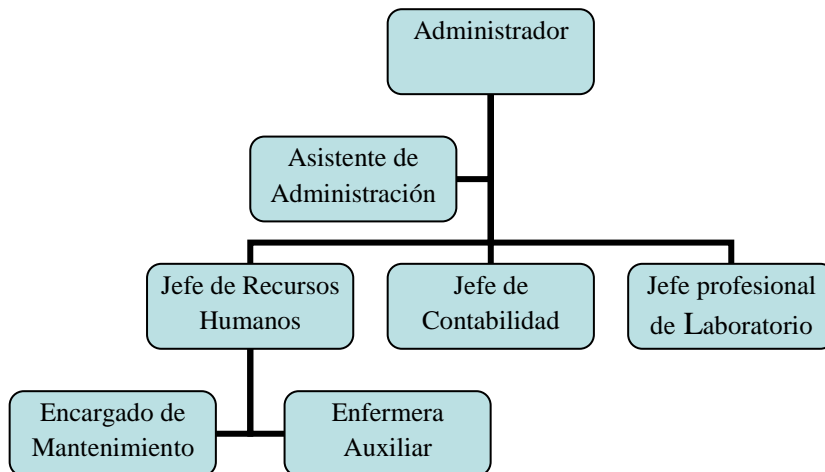 Administrador
Asistente de
Administración
Jefe de Recursos
Humanos
Jefe de
Contabilidad
Jefe profesional
de Laboratorio
Encargado de
Mantenimiento
Enfermera
Auxiliar